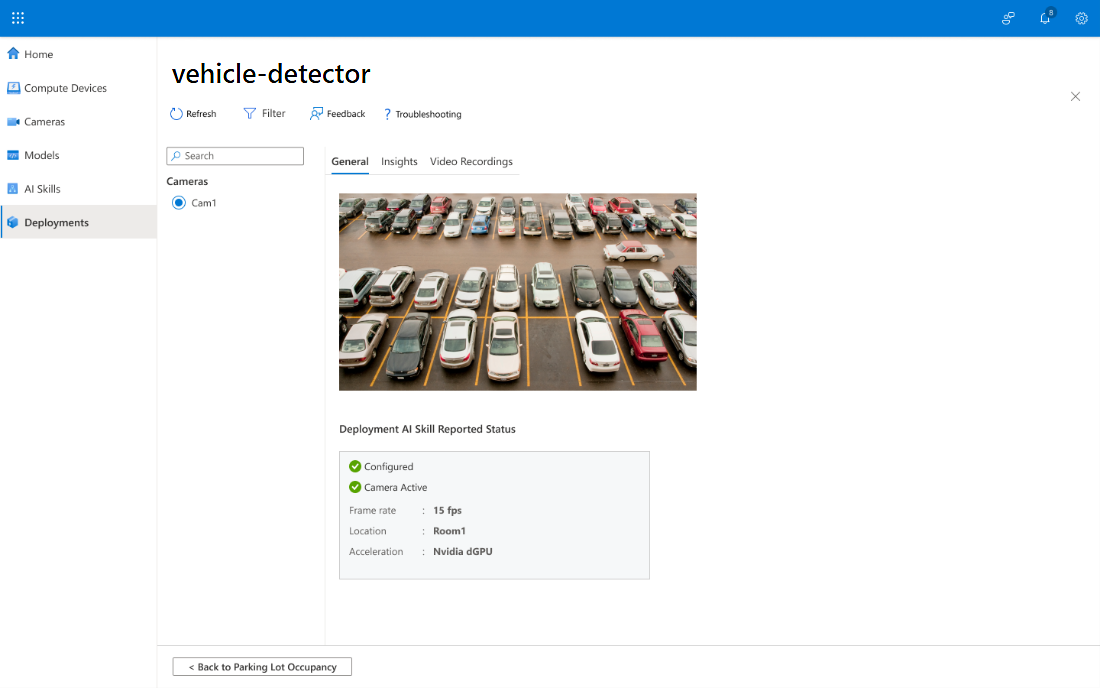 8
Home
Compute Devices
Cameras
Models
AI Skills
Deployments
vehicle-detector
Refresh
Filter
Feedback
? Troubleshooting
Search
Cameras
Cam1
General Insights Video Recordings
Deployment AI Skill Reported Status
Configured
Camera Active
Frame rate : 15 fps
Location : Room1
Acceleration : Nvidia dGPU
< Back to Parking Lot Occupancy